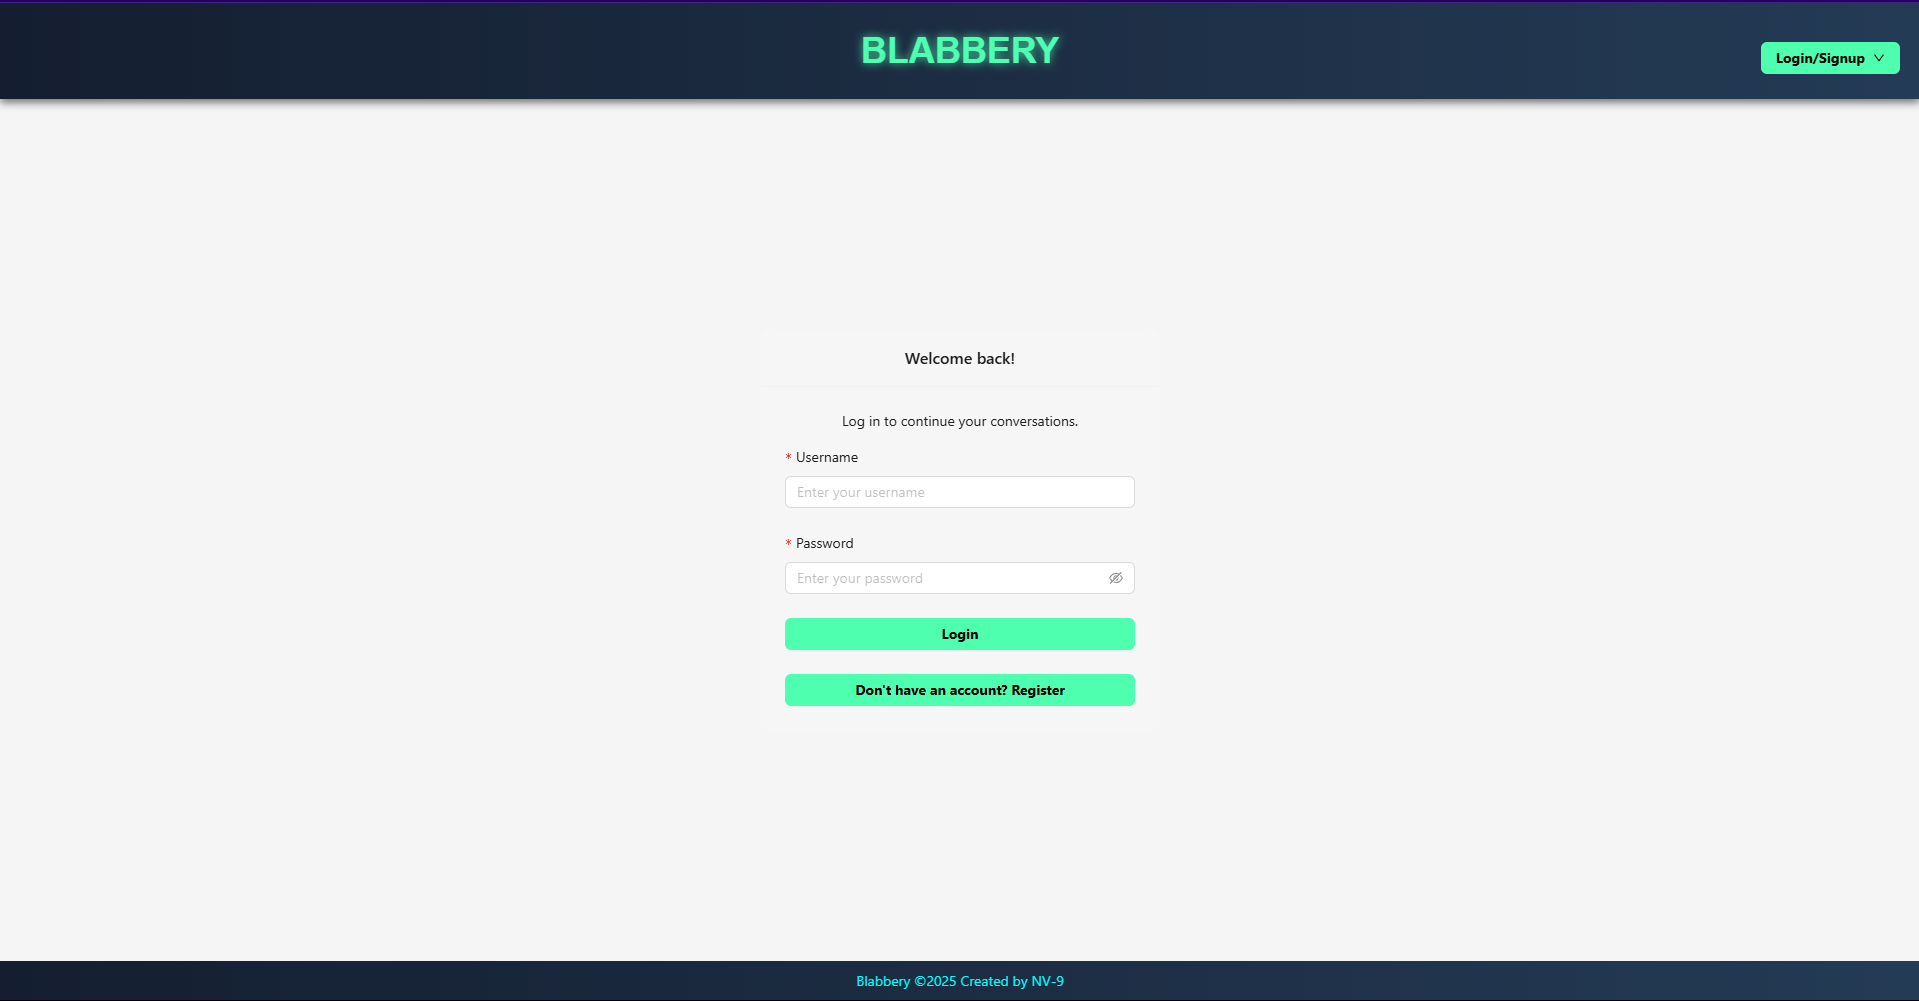 BLABBERY
Login/Signup
Welcome back!
Log in to continue your conversations.
* Username
Enter your username
* Password
Enter your password
Login
Don't have an account? Register
Blabbery ©2025 Created by NV-9